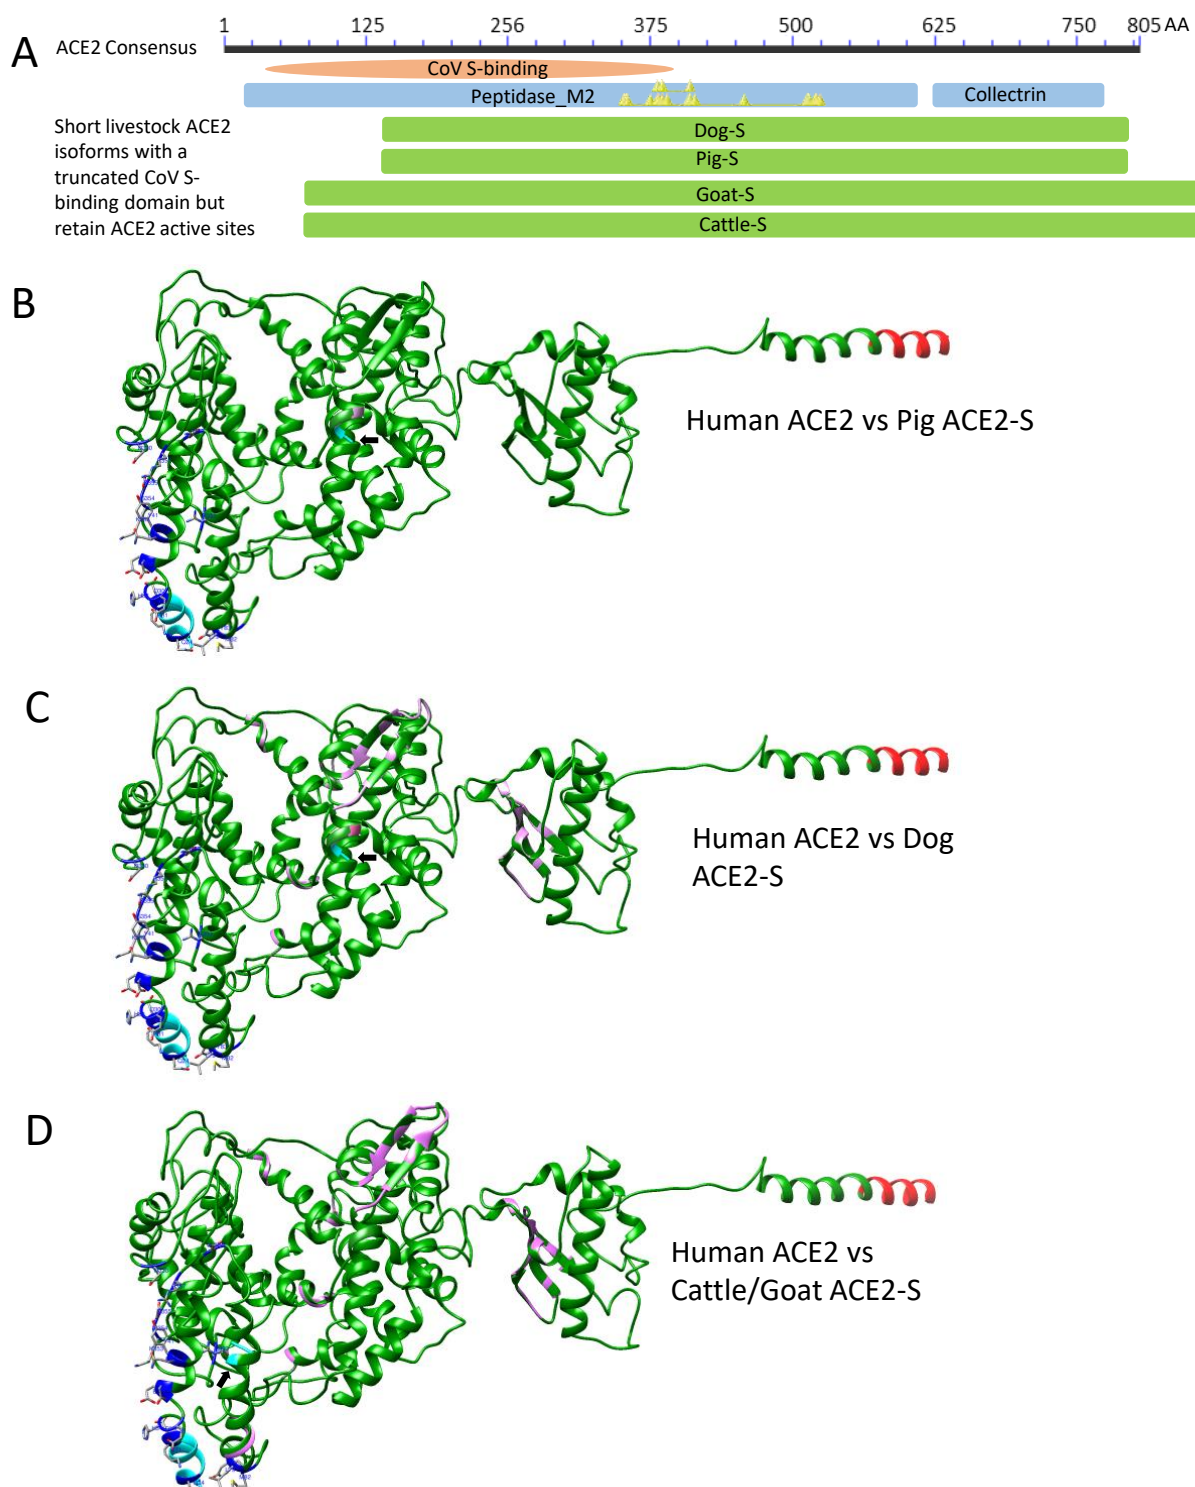 A
ACE2 Consensus
1 125 256 375 500 625 750 805 AA
CoV S-binding
Peptidase_M2
Collectrin
Short livestock ACE2
isoforms with a
truncated CoV S-
binding domain but
retain ACE2 active sites
Dog-S
Pig-S
Goat-S
Cattle-S
B
Human ACE2 vs Pig ACE2-S
C
Human ACE2 vs Dog
ACE2-S
D
Human ACE2 vs
Cattle/Goat ACE2-S